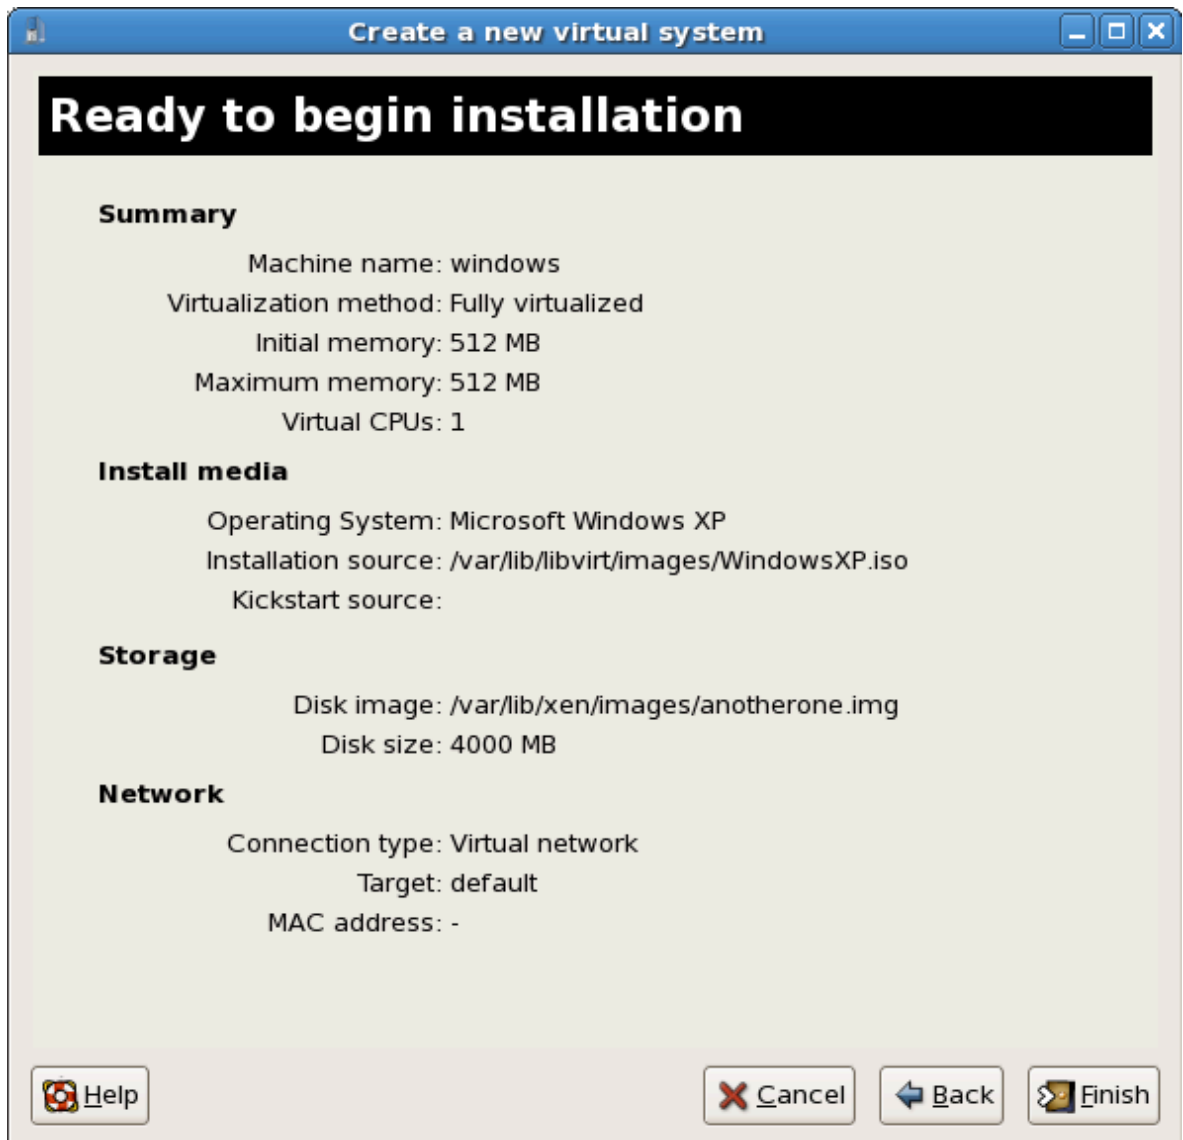 Create a new virtual system
Ready to begin installation
Summary
Machine name: windows
Virtualization method: Fully virtualized
Initial memory: 512 MB
Maximum memory: 512 MB
Virtual CPUs: 1
Install media
Operating System: Microsoft Windows XP
Installation source: /var/lib/libvirt/images/WindowsXP.iso
Kickstart source:
Storage
Disk image: /var/lib/xen/images/anotherone.img
Disk size: 4000 MB
Network
Connection type: Virtual network
Target: default
MAC address: -
Help Cancel Back Finish